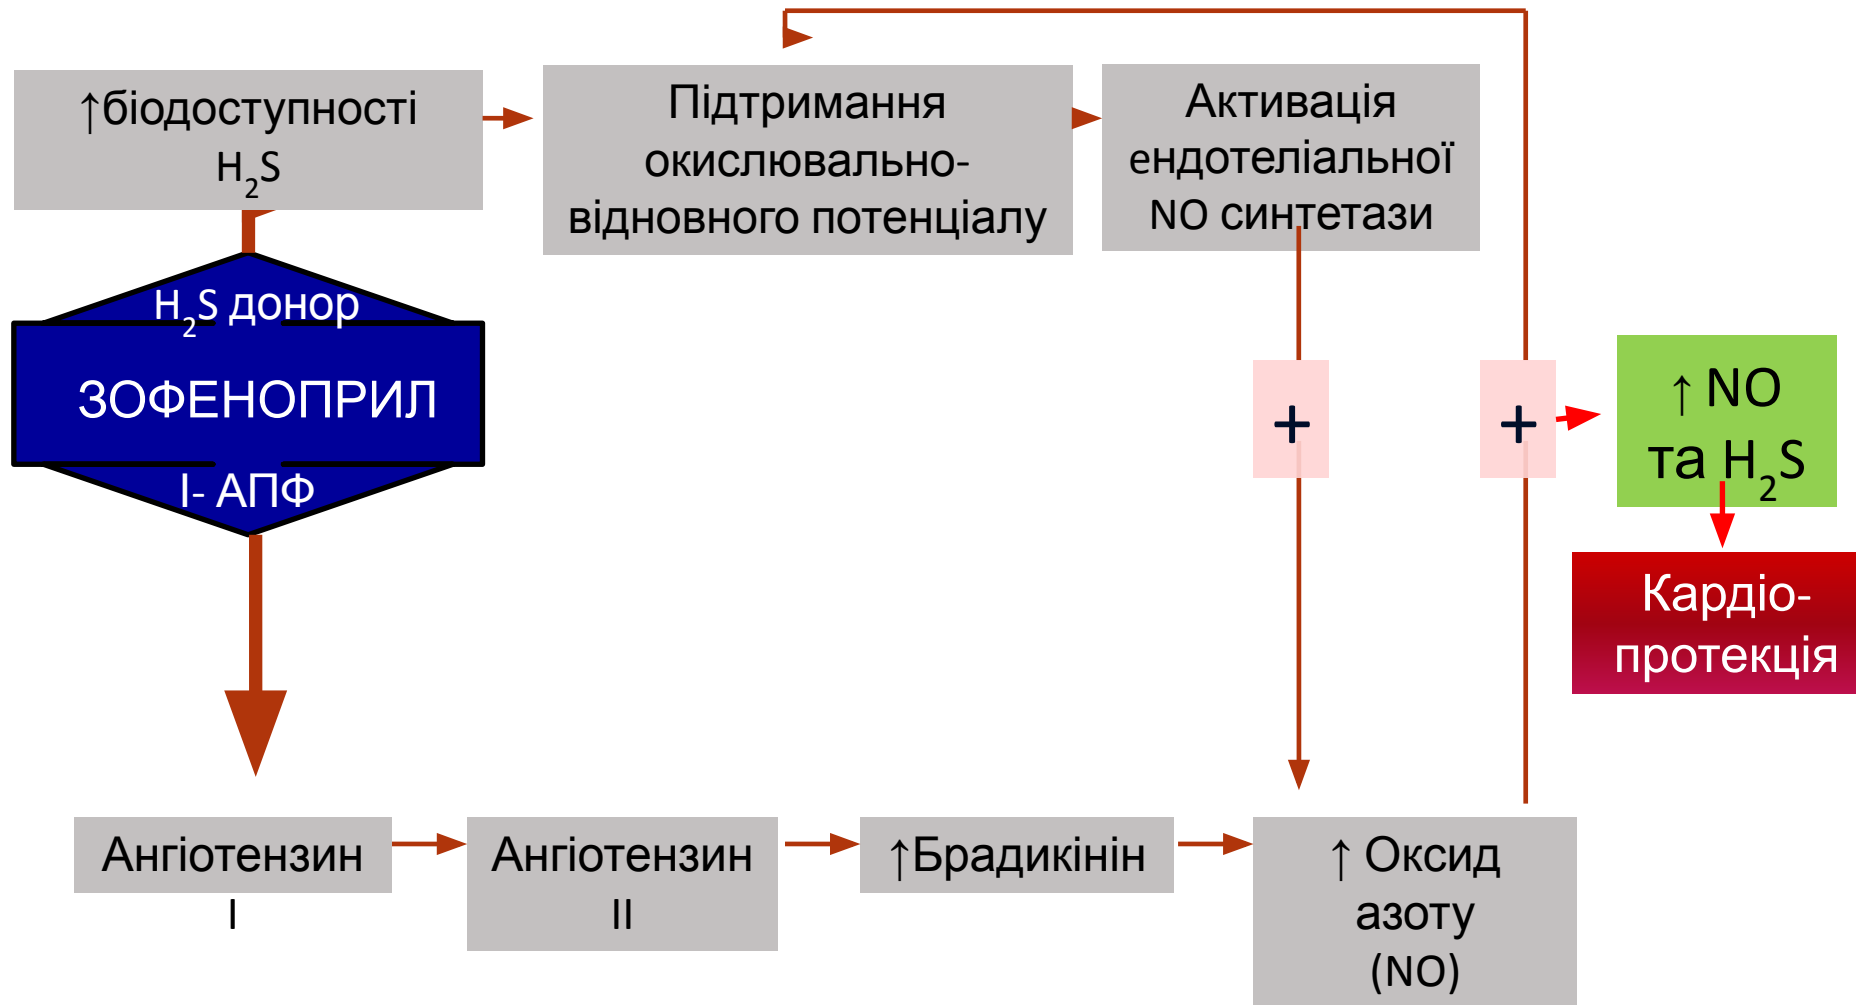 ↑біодоступності
H₂S
Підтримання
окислювально-
відновного потенціалу
Активація
ендотеліальної
NO синтетази
H₂S донор
ЗОФЕНОПРИЛ
І- АПФ
+
+
↑ NO
та H₂S
Кардіо-
протекція
Ангіотензин
I
Ангіотензин
II
↑Брадикінін
↑ Оксид
азоту
(NO)